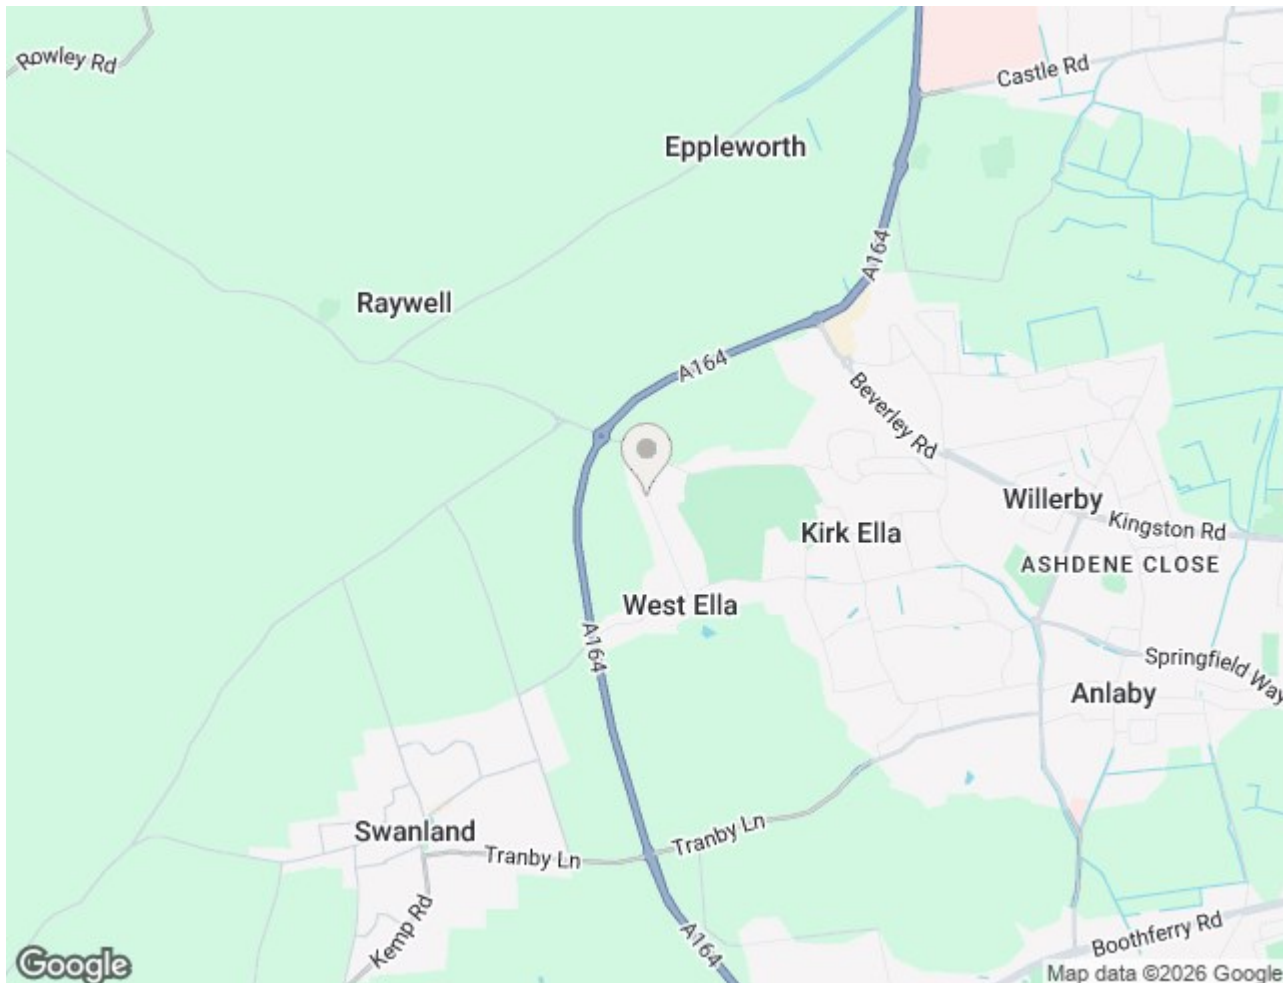 Rowley Rd
Castle Rd
Eppleworth
A164
Raywell
A164
Beverley Rd
Willerby
Kingston Rd
Kirk Ella
ASHDENE CLOSE
West Ella
A164
Springfield Way
Anlaby
Swanland
Tranby Ln
Tranby Ln
Kemp Rd
A164
Boothferry Rd
Google
Map data ©2026 Google